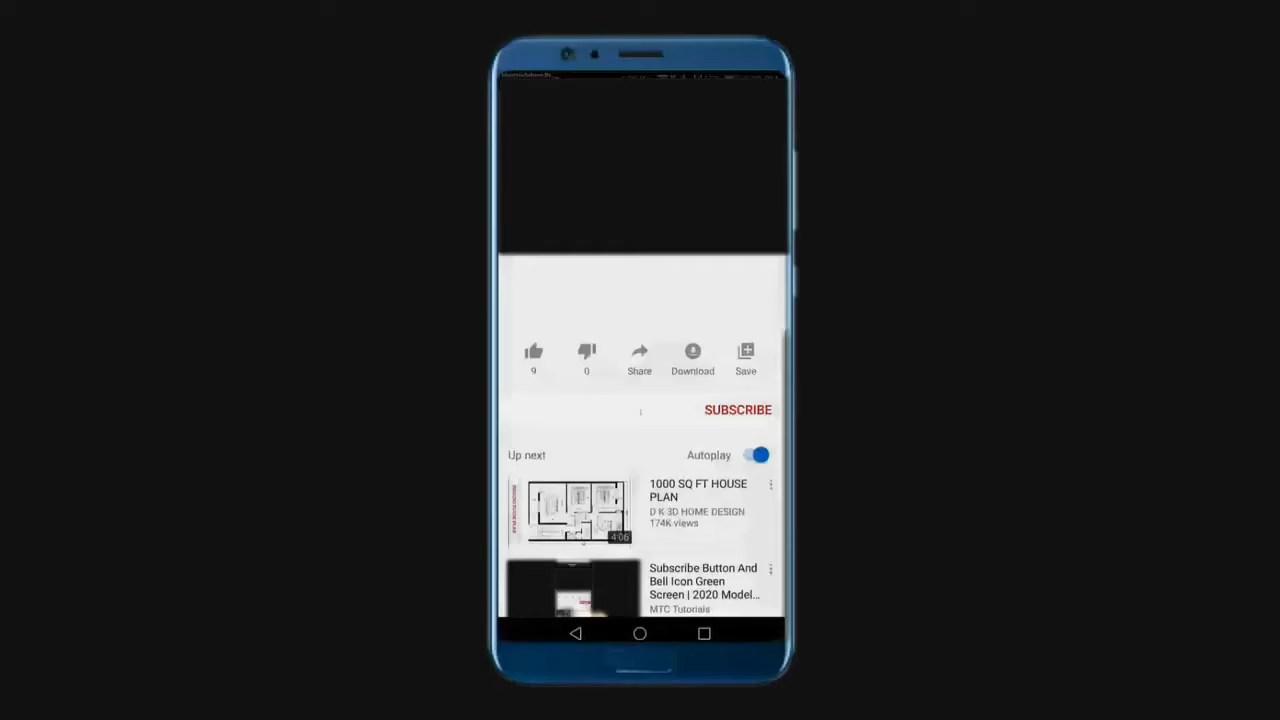 9
0
Share
Download
Save
SUBSCRIBE
Up next
Autoplay
1000 SQ FT HOUSE
PLAN
D K 3D HOME DESIGN
174K views
4:06
Subscribe Button And
Bell Icon Green
Screen | 2020 Model...
MTC Tutorials